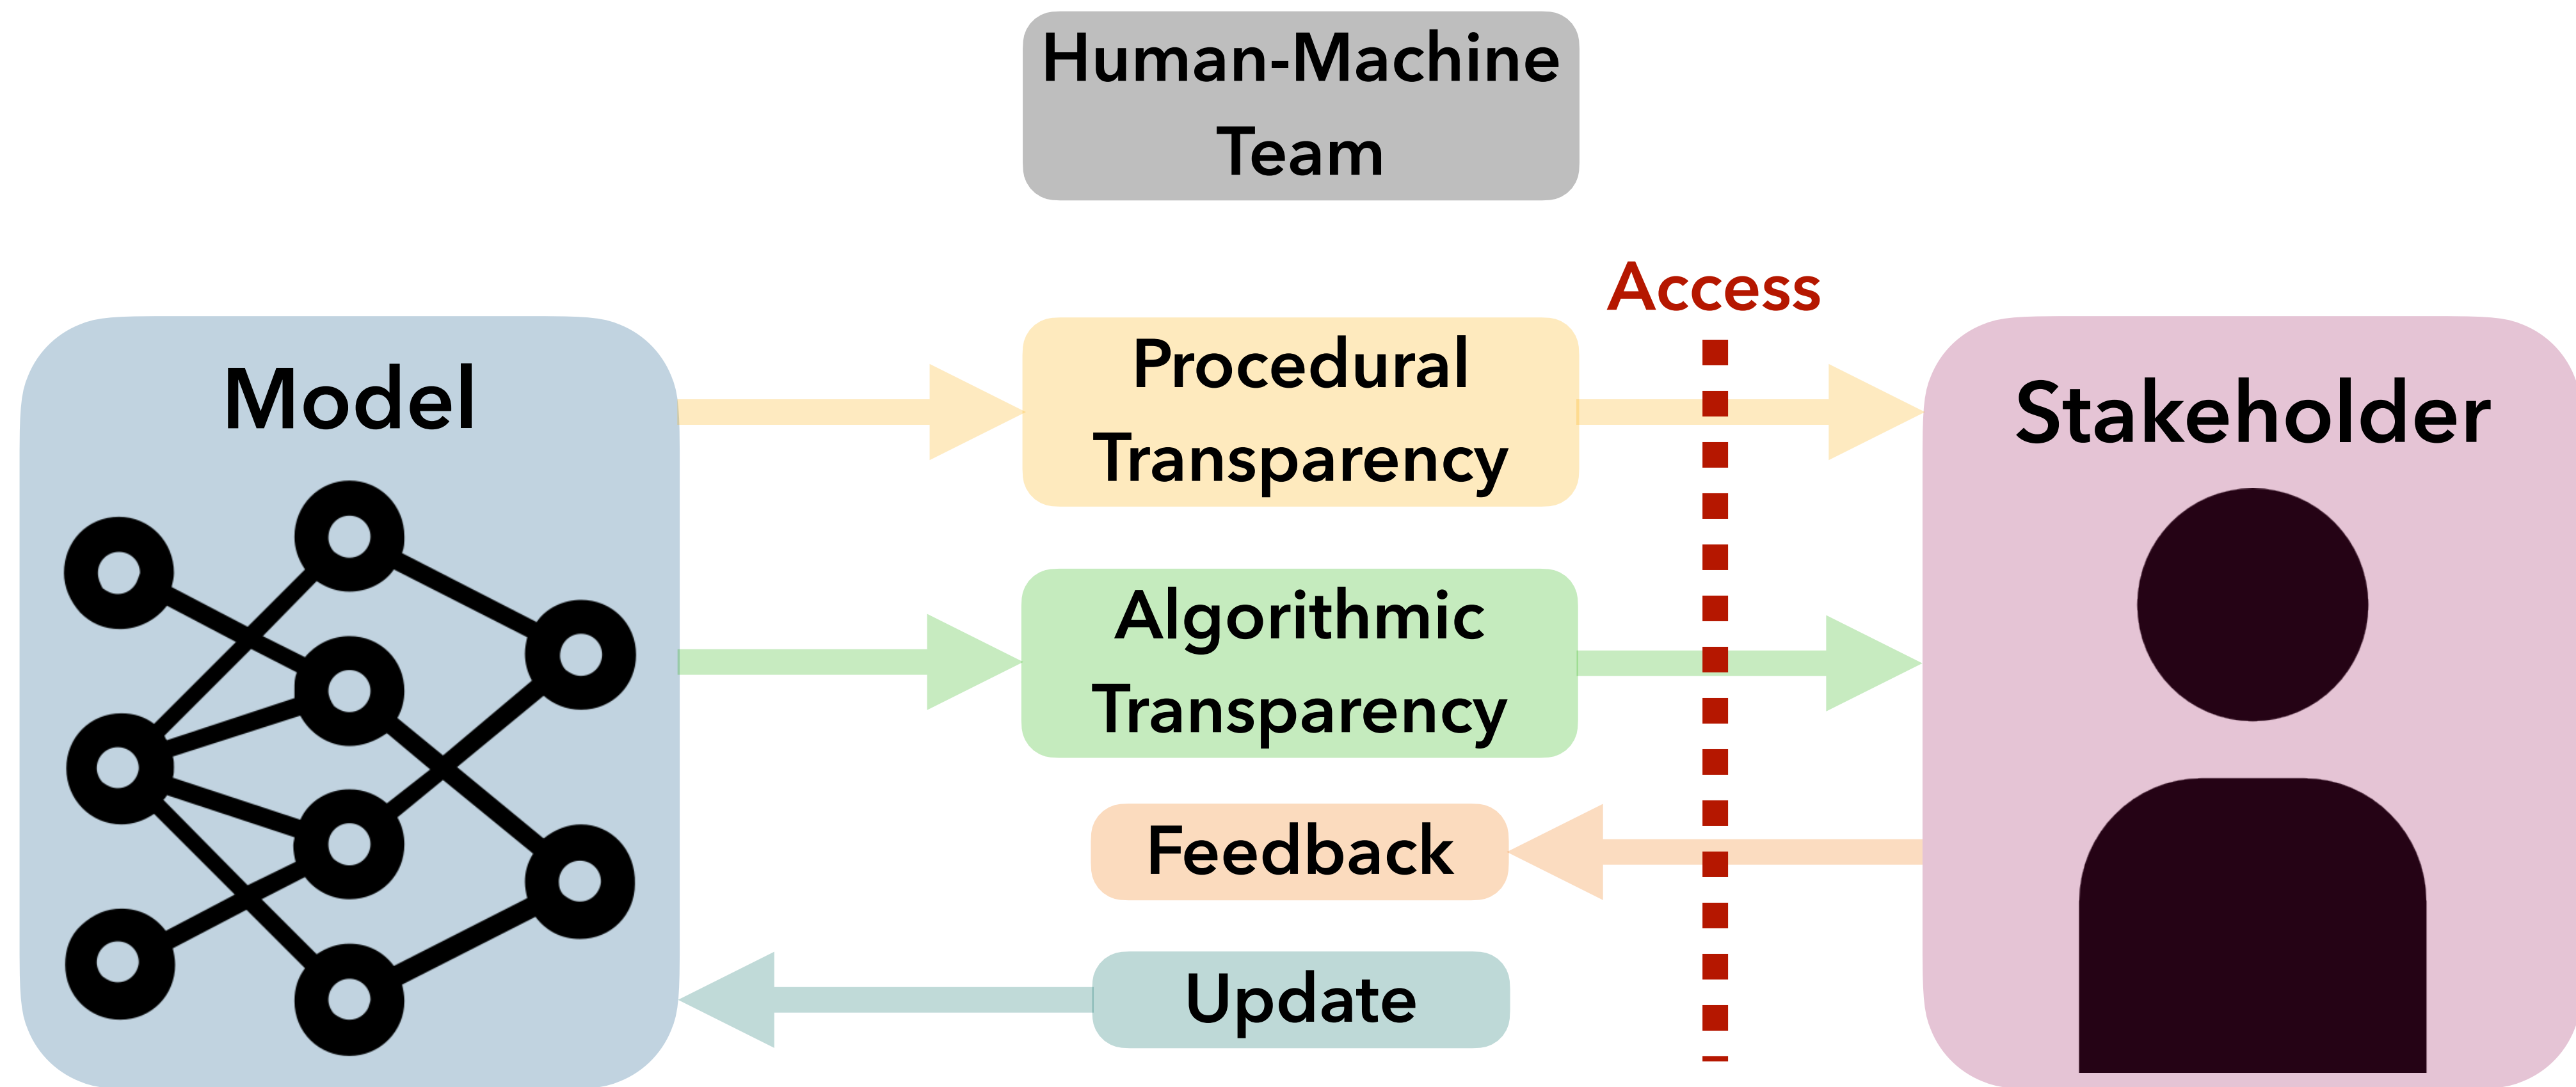 Human-Machine
Team
Access
Model
Procedural
Transparency
Stakeholder
Algorithmic
Transparency
Feedback
Update